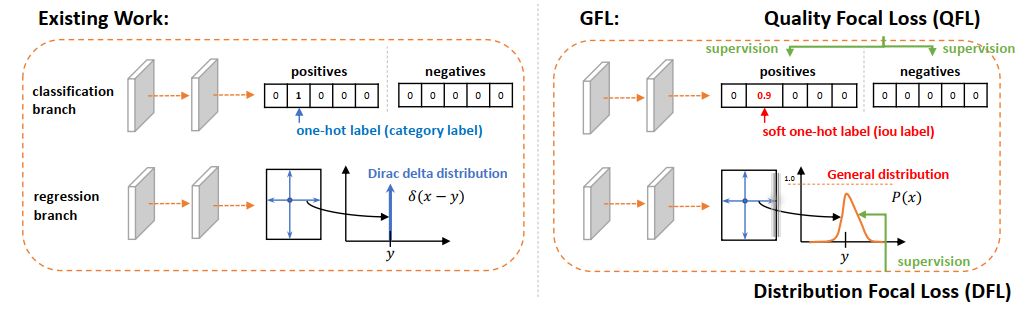 Existing Work:
classification
branch
positives
negatives
0 1 0 0 0
0 0 0 0 0
one-hot label (category label)
regression
branch
Dirac delta distribution
δ(x − y)
y
GFL:
Quality Focal Loss (QFL)
supervision
supervision
positives
negatives
0 0.9 0 0 0
0 0 0 0 0
soft one-hot label (iou label)
1.0
General distribution
P(x)
y
supervision
Distribution Focal Loss (DFL)